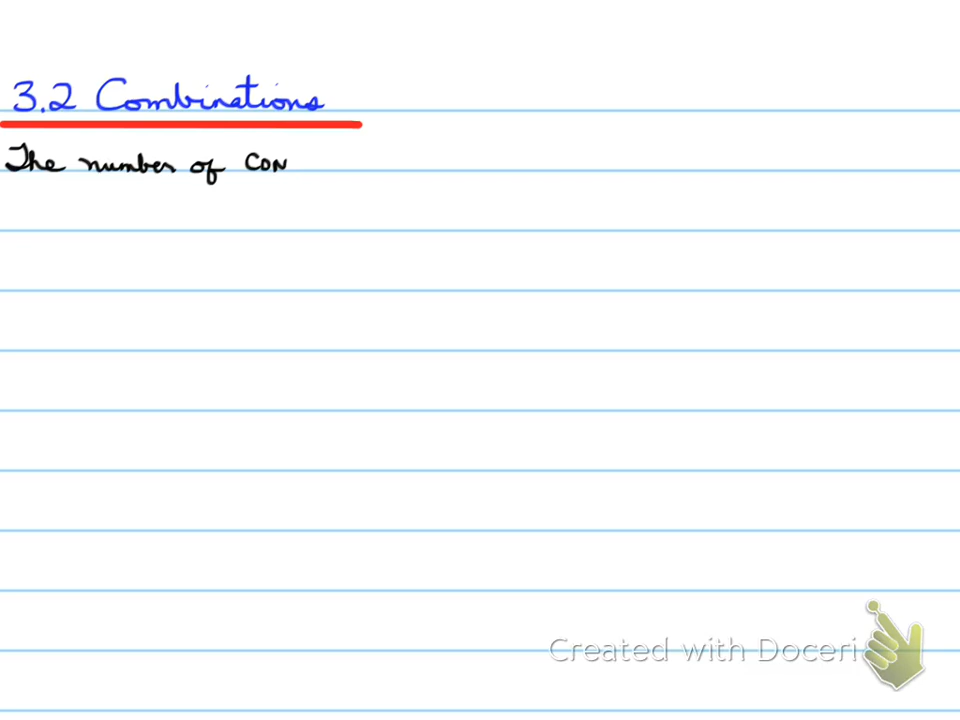 3.2 Combinations
The number of con
Created with Doceri